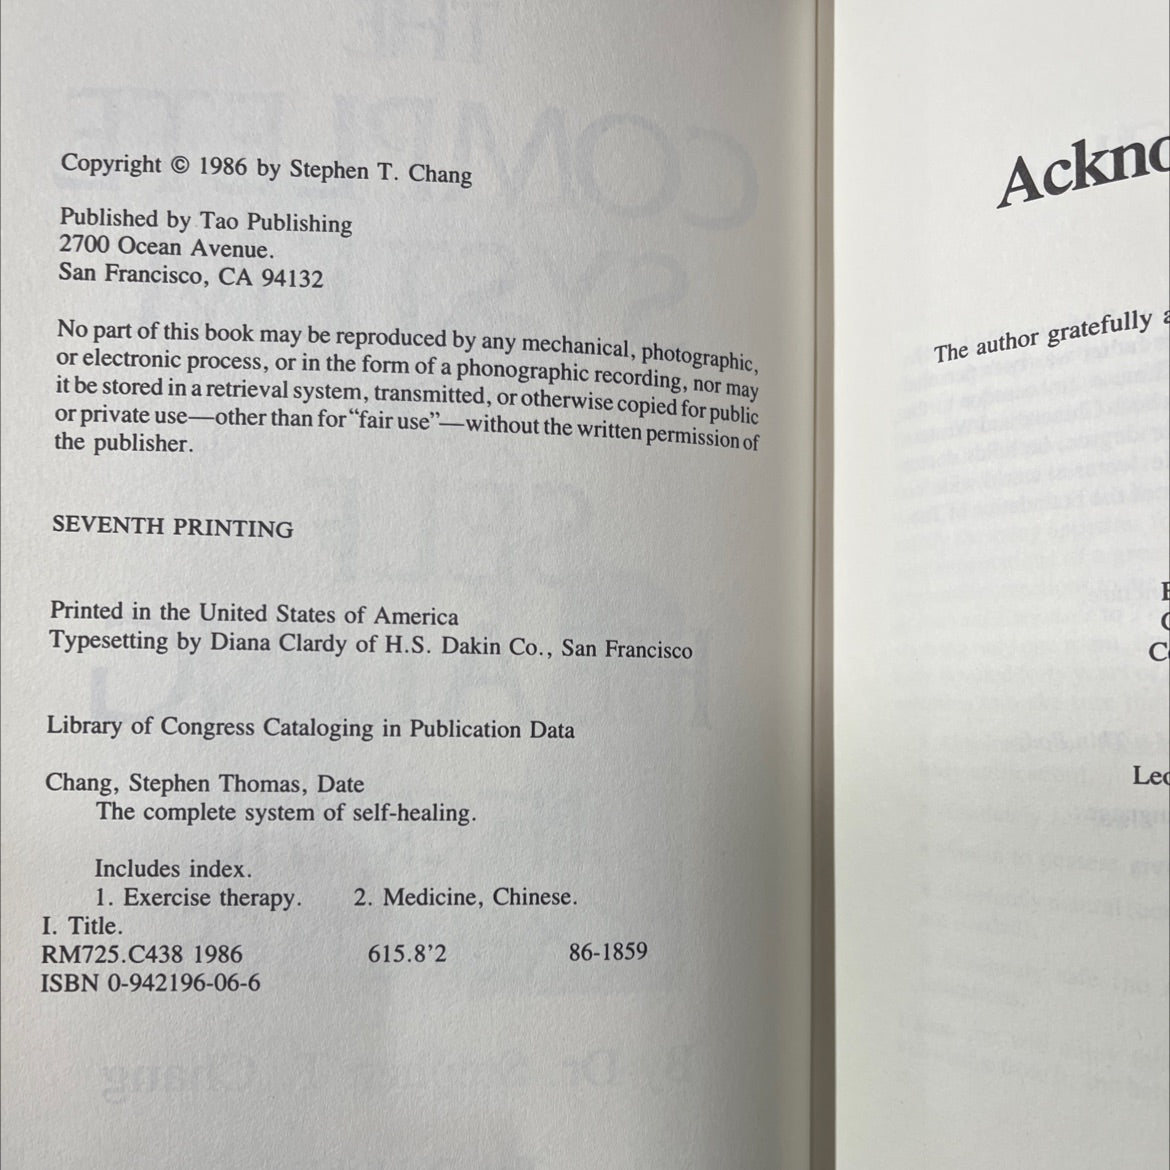 Copyright © 1986 by Stephen T. Chang
Published by Tao Publishing
2700 Ocean Avenue.
San Francisco, CA 94132
No part of this book may be reproduced by any mechanical, photographic,
or electronic process, or in the form of a phonographic recording, nor may
it be stored in a retrieval system, transmitted, or otherwise copied for public
or private use—other than for “fair use”—without the written permission of
the publisher.
SEVENTH PRINTING
Printed in the United States of America
Typesetting by Diana Clardy of H.S. Dakin Co., San Francisco
Library of Congress Cataloging in Publication Data
Chang, Stephen Thomas, Date
The complete system of self-healing.
Includes index.
1. Exercise therapy. 2. Medicine, Chinese.
I. Title.
RM725.C438 1986 615.8’2 86-1859
ISBN 0-942196-06-6
Ackno
The author gratefully a
C
Lec